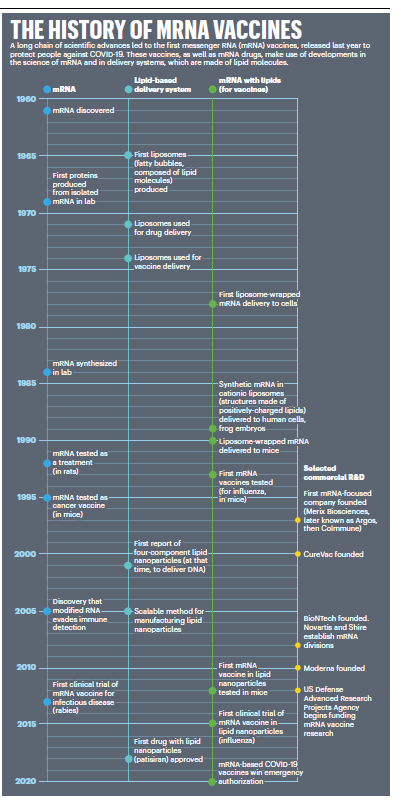 THE HISTORY OF MRNA VACCINES
A long chain of scientific advances led to the first messenger RNA (mRNA) vaccines, released last year to
protect people against COVID-19. These vaccines, as well as mRNA drugs, make use of developments in
the science of mRNA and in delivery systems, which are made of lipid molecules.
mRNA
Lipid-based
delivery system
mRNA with lipids
(for vaccines)
1960
mRNA discovered
1965
First liposomes
(fatty bubbles,
composed of lipid
molecules)
produced
First proteins
produced
from isolated
mRNA in lab
1970
Liposomes used
for drug delivery
Liposomes used for
vaccine delivery
1975
First liposome-wrapped
mRNA delivery to cells
1980
mRNA synthesized
in lab
1985
Synthetic mRNA in
cationic liposomes
(structures made of
positively-charged lipids)
delivered to human cells,
frog embryos
1990
Liposome-wrapped mRNA
delivered to mice
mRNA tested as
a treatment
(in rats)
First mRNA
vaccines tested
(for influenza,
in mice)
Selected
commercial R&D
1995
mRNA tested as
cancer vaccine
(in mice)
First mRNA-focused
company founded
(Merix Biosciences,
later known as Argos,
then CoImmune)
First report of
four-component lipid
nanoparticles (at that
time, to deliver DNA)
2000
CureVac founded
2005
Discovery that
modified RNA
evades immune
detection
Scalable method for
manufacturing lipid
nanoparticles
BioNTech founded.
Novartis and Shire
establish mRNA
divisions
2010
First mRNA
vaccine in lipid
nanoparticles
tested in mice
Moderna founded
First clinical trial of
mRNA vaccine for
infectious disease
(rabies)
US Defense
Advanced Research
Projects Agency
begins funding
mRNA vaccine
research
2015
First clinical trial of
mRNA vaccine in
lipid nanoparticles
(influenza)
First drug with lipid
nanoparticles
(patisiran) approved
mRNA-based COVID-19
vaccines win emergency
authorization
2020